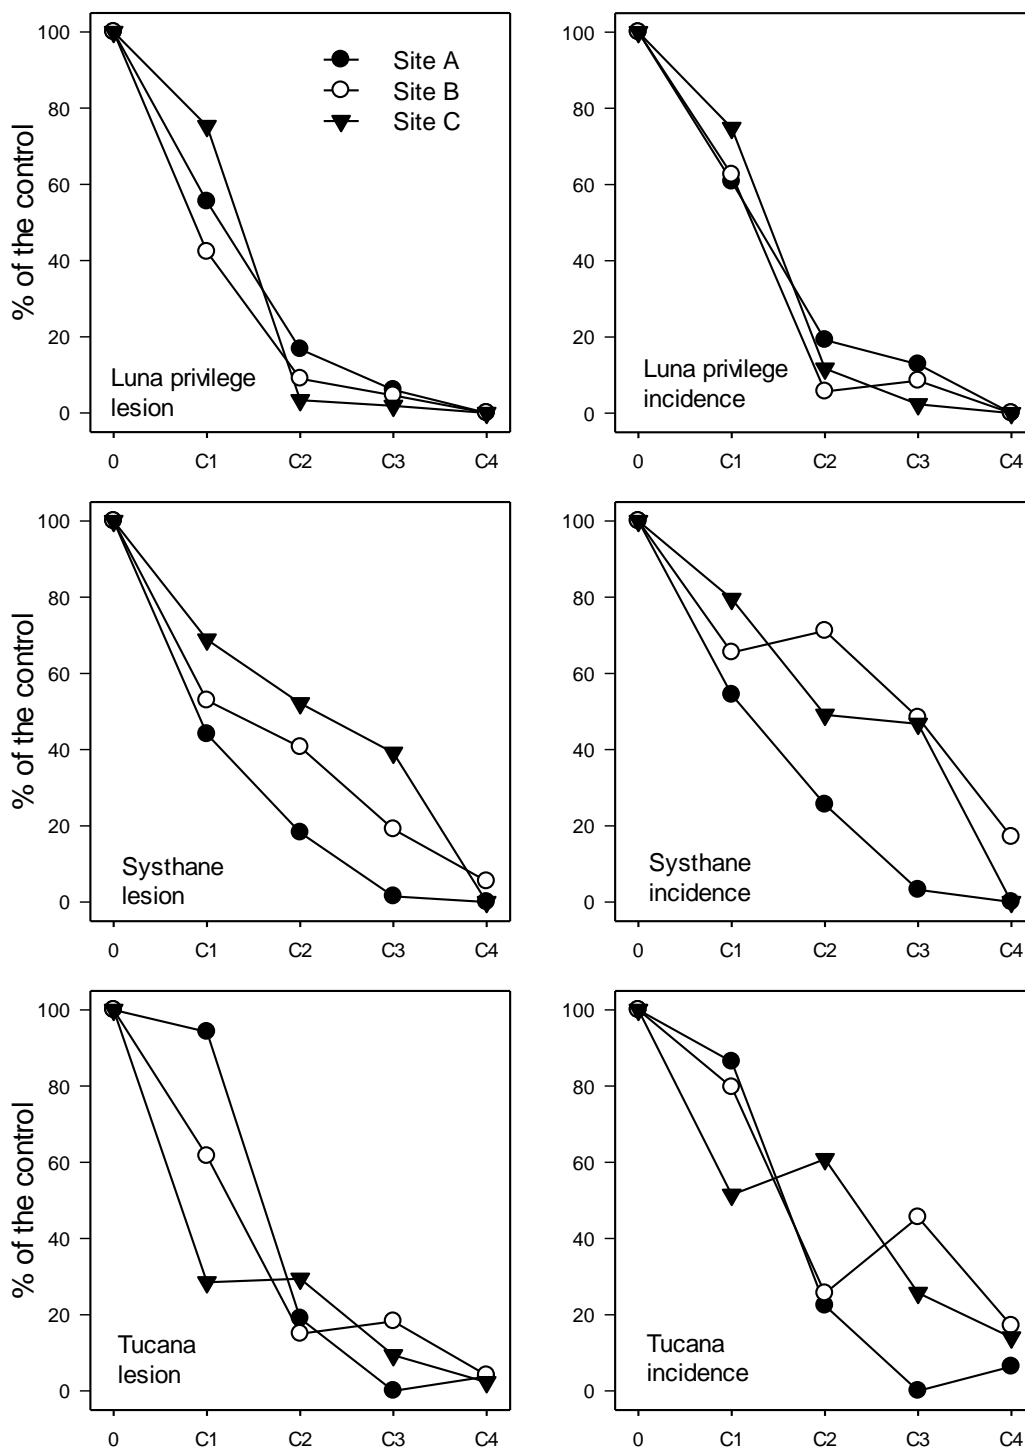 100
80
60
40
20
0
% of the control
Site A
Site B
Site C
Luna privilege
lesion
0 C1 C2 C3 C4
100
80
60
40
20
0
Luna privilege
incidence
0 C1 C2 C3 C4
100
80
60
40
20
0
% of the control
Systhane
lesion
0 C1 C2 C3 C4
100
80
60
40
20
0
Systhane
incidence
0 C1 C2 C3 C4
100
80
60
40
20
0
% of the control
Tucana
lesion
0 C1 C2 C3 C4
100
80
60
40
20
0
Tucana
incidence
0 C1 C2 C3 C4